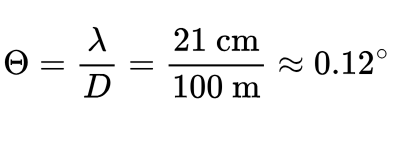 Θ = λ/D = 21 cm/100 m ≈ 0.12°